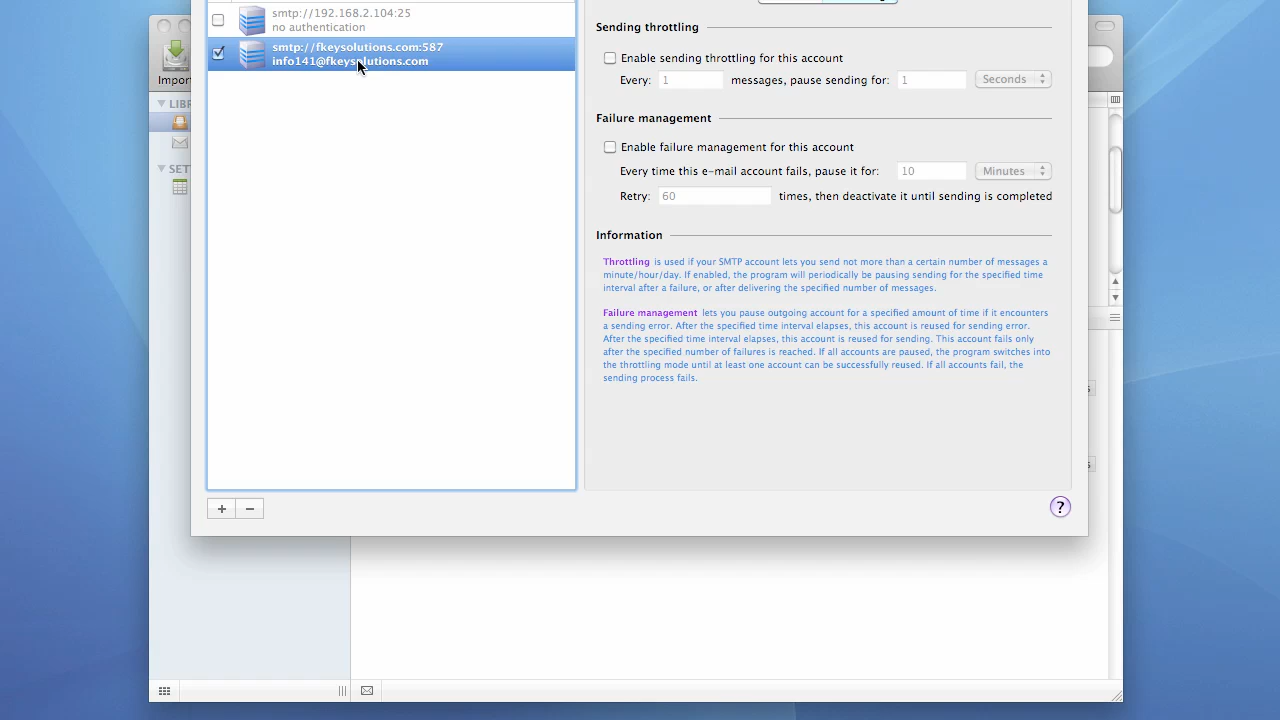 smtp://192.168.2.104:25
no authentication
smtp://fkeysolutions.com:587
info141@fkeysolutions.com
Import
LIBR
SETT
Sending throttling
Enable sending throttling for this account
Every: 1 messages, pause sending for: 1 Seconds
Failure management
Enable failure management for this account
Every time this e-mail account fails, pause it for: 10 Minutes
Retry: 60 times, then deactivate it until sending is completed
Information
Throttling is used if your SMTP account lets you send not more than a certain number of messages a
minute/hour/day. If enabled, the program will periodically be pausing sending for the specified time
interval after a failure, or after delivering the specified number of messages.
Failure management lets you pause outgoing account for a specified amount of time if it encounters
a sending error. After the specified time interval elapses, this account is reused for sending error.
After the specified time interval elapses, this account is reused for sending. This account fails only
after the specified number of failures is reached. If all accounts are paused, the program switches into
the throttling mode until at least one account can be successfully reused. If all accounts fail, the
sending process fails.
+ −
?